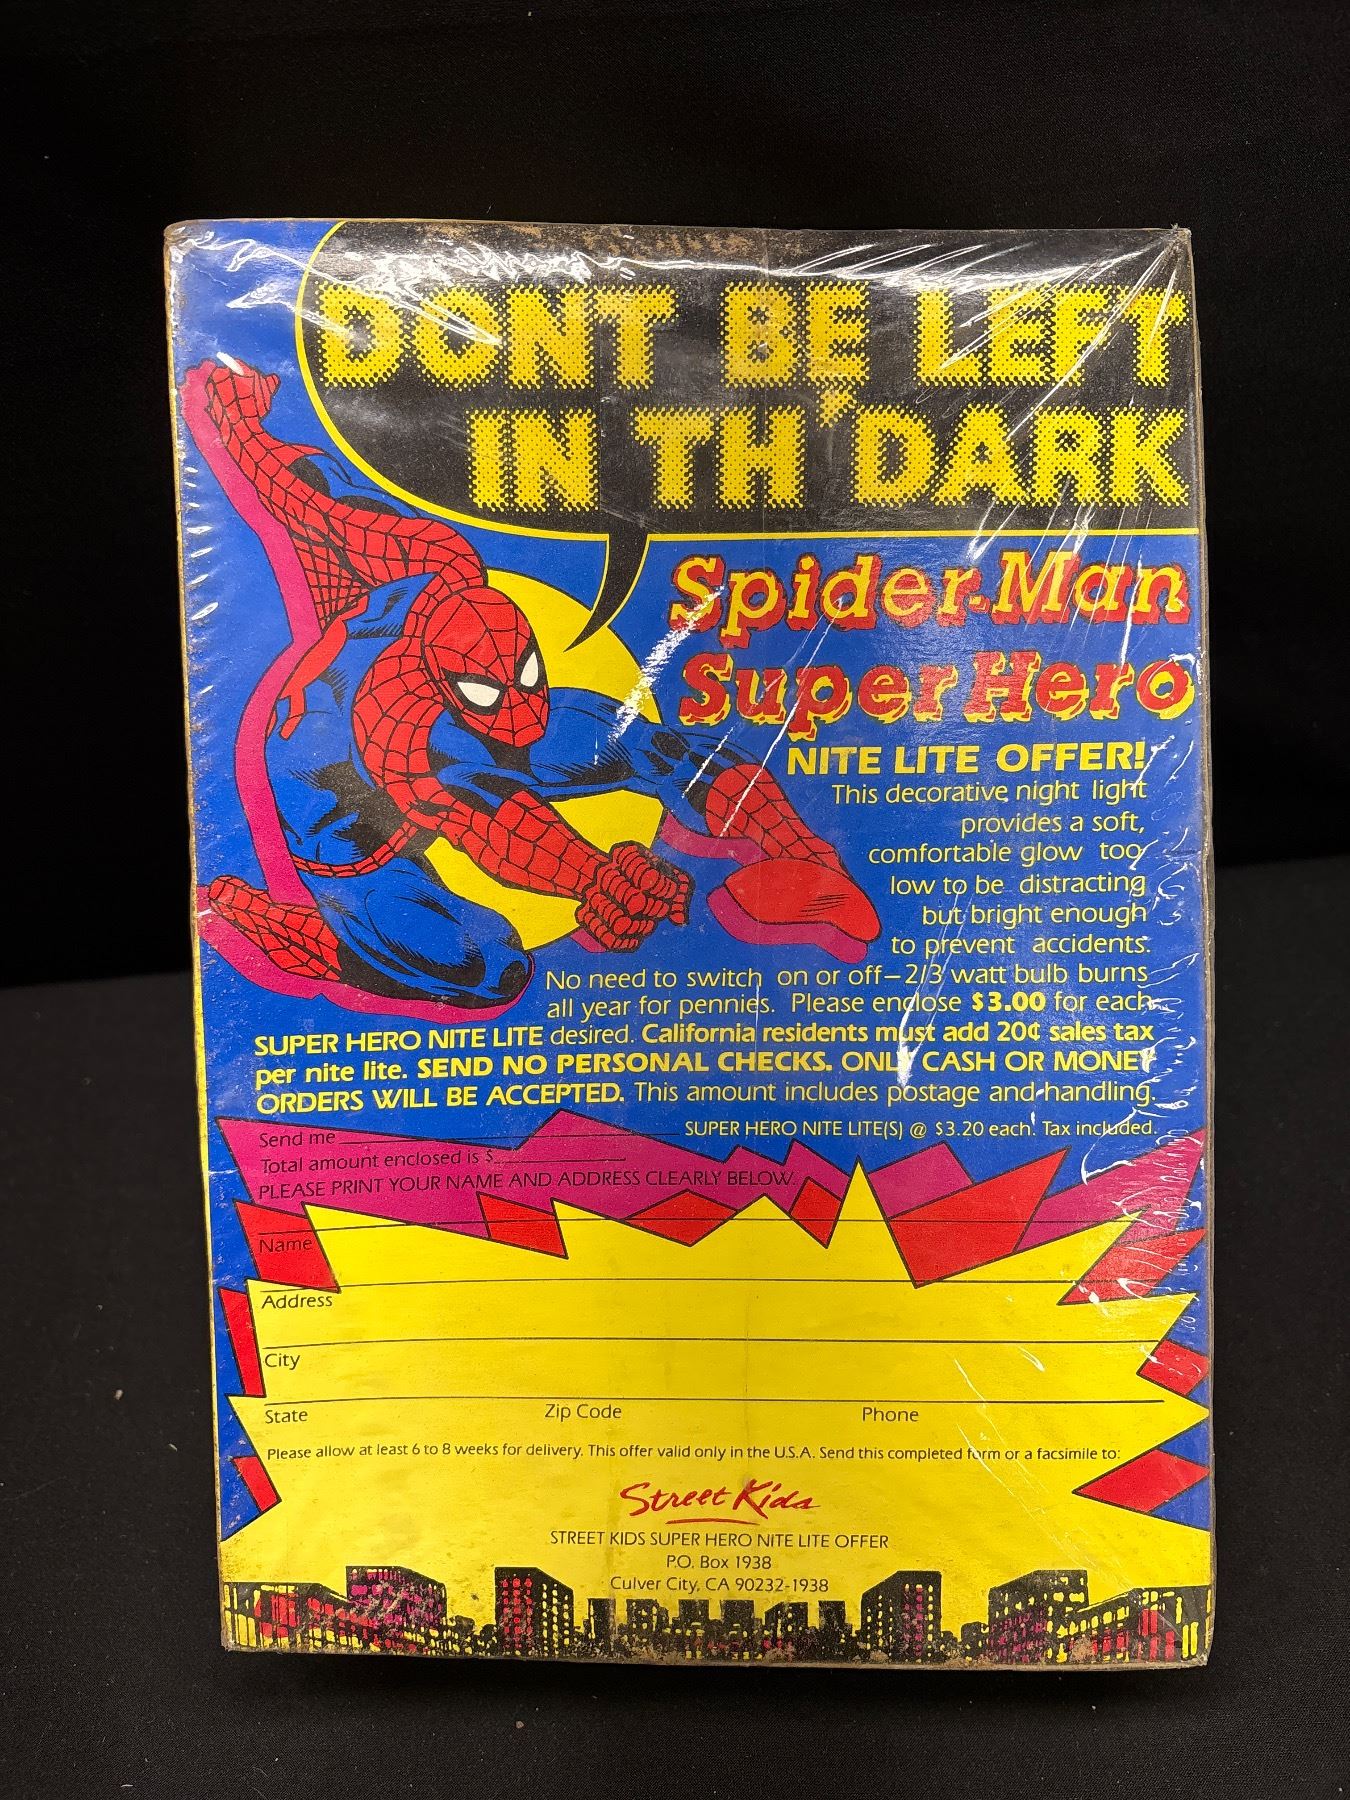 DON'T BE LEFT
IN TH' DARK
Spider-Man
Super Hero
NITE LITE OFFER!
This decorative night light
provides a soft,
comfortable glow too
low to be distracting
but bright enough
to prevent accidents.
No need to switch on or off–2/3 watt bulb burns
all year for pennies. Please enclose $3.00 for each
SUPER HERO NITE LITE desired. California residents must add 20¢ sales tax
per nite lite. SEND NO PERSONAL CHECKS. ONLY CASH OR MONEY
ORDERS WILL BE ACCEPTED. This amount includes postage and handling.
Send me ______ SUPER HERO NITE LITE(S) @ $3.20 each. Tax included.
Total amount enclosed is $______
PLEASE PRINT YOUR NAME AND ADDRESS CLEARLY BELOW.
Name
Address
City
State Zip Code Phone
Please allow at least 6 to 8 weeks for delivery. This offer valid only in the U.S.A. Send this completed form or a facsimile to:
Street Kids
STREET KIDS SUPER HERO NITE LITE OFFER
P.O. Box 1938
Culver City, CA 90232-1938